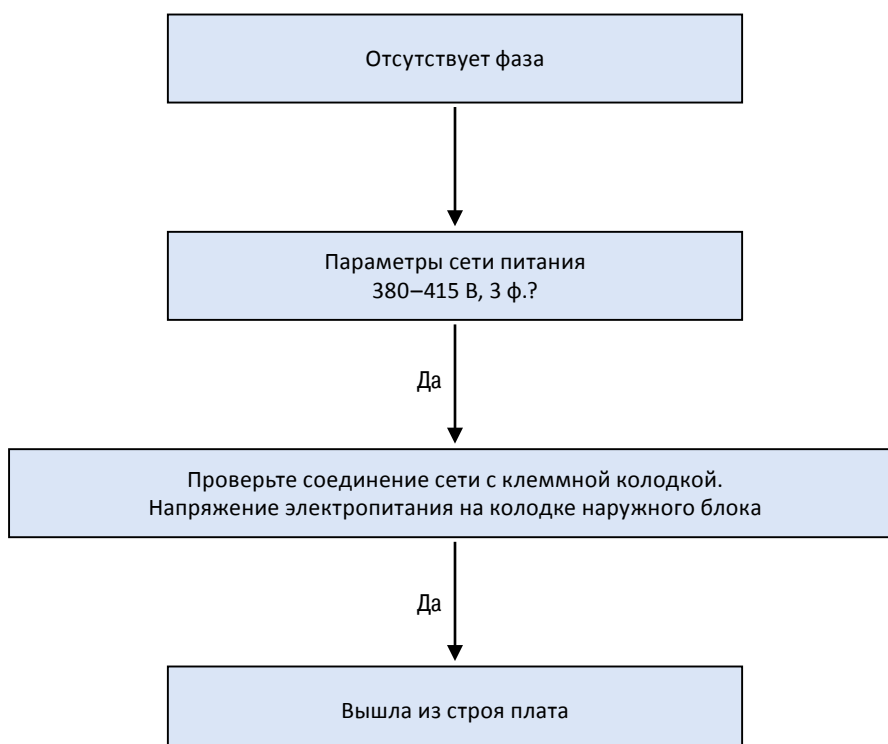 Отсутствует фаза
Параметры сети питания
380–415 В, 3 ф.?
Да
Проверьте соединение сети с клеммной колодкой.
Напряжение электропитания на колодке наружного блока
Да
Вышла из строя плата